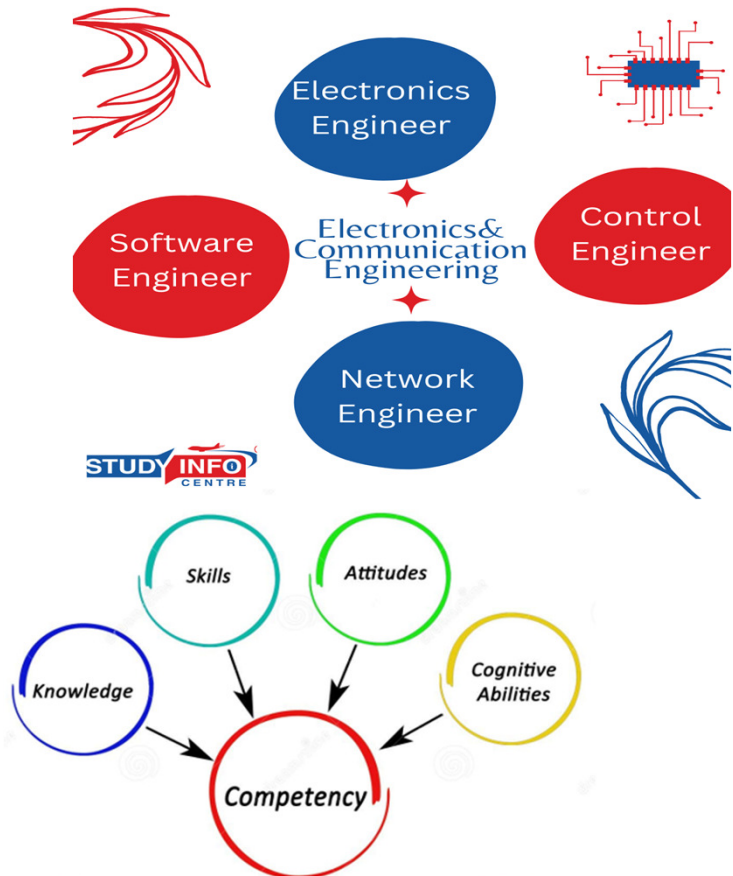 Electronics
Engineer
Software
Engineer
Electronics&
Communication
Engineering
Control
Engineer
Network
Engineer
STUDY INFO
CENTRE
Skills
Attitudes
Knowledge
Cognitive
Abilities
Competency